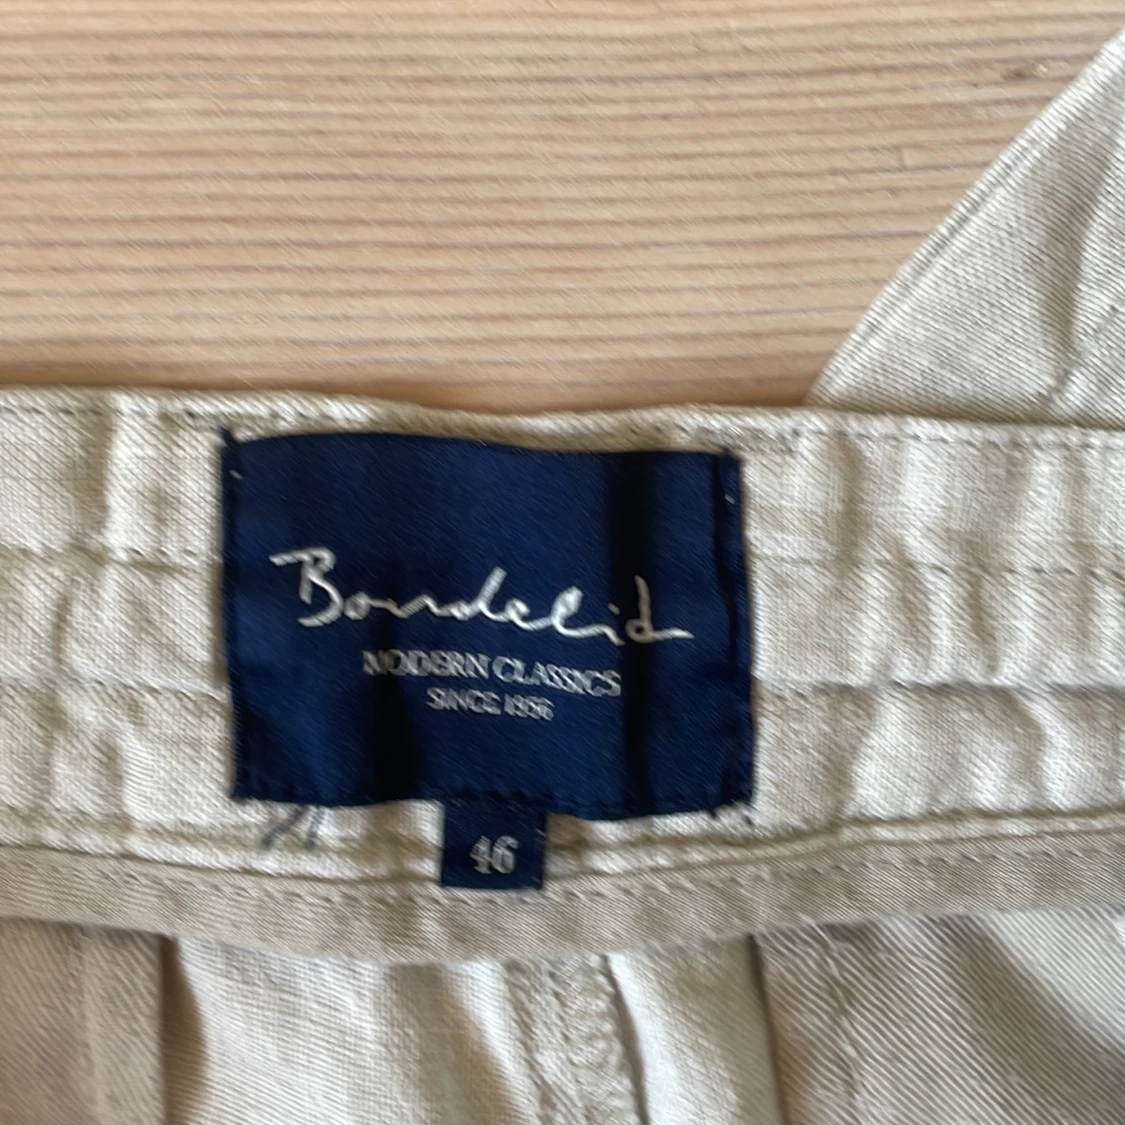 Bondelid
MODERN CLASSICS
SINCE 1956
46